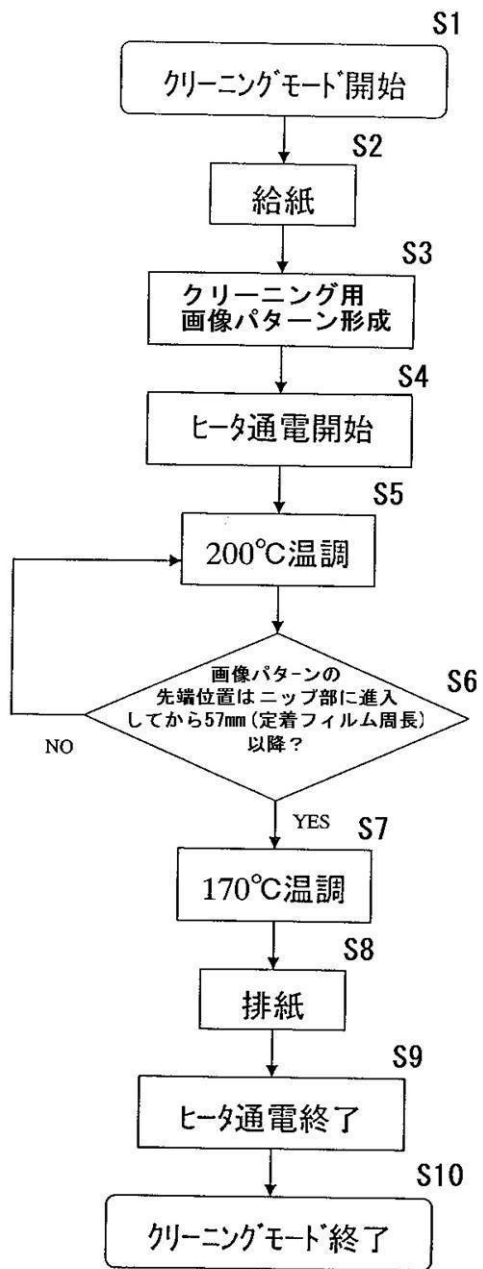 S1
クリーニングモード開始
S2
給紙
S3
クリーニング用
画像パターン形成
S4
ヒータ通電開始
S5
200℃温調
S6
画像パターンの
先端位置はニップ部に進入
してから57mm(定着フィルム周長)
以降?
NO
YES
S7
170℃温調
S8
排紙
S9
ヒータ通電終了
S10
クリーニングモード終了